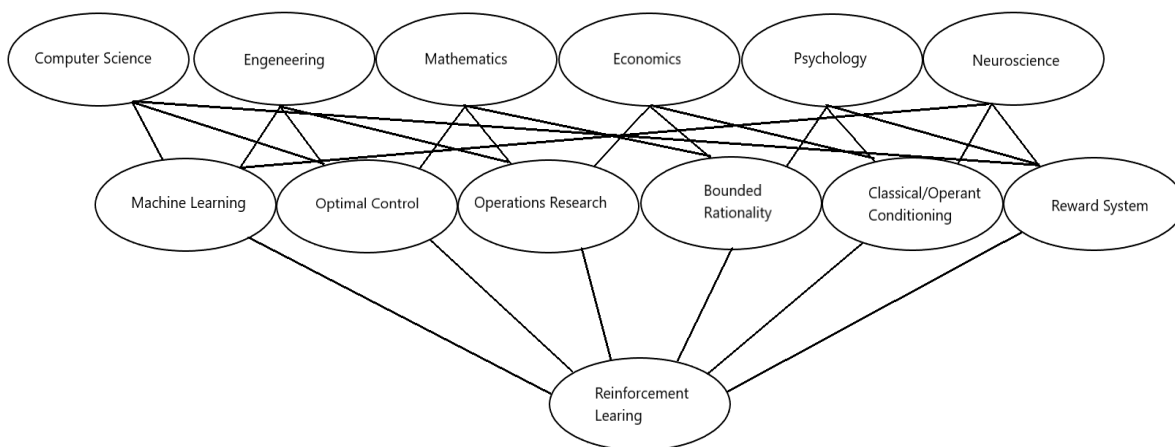 Computer Science
Engeneering
Mathematics
Economics
Psychology
Neuroscience
Machine Learning
Optimal Control
Operations Research
Bounded
Rationality
Classical/Operant
Conditioning
Reward System
Reinforcement
Learing